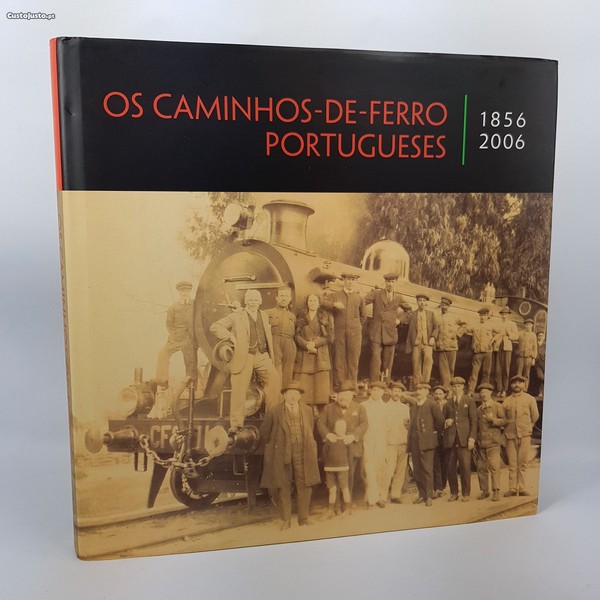 CustoJusto.pt
OS CAMINHOS-DE-FERRO
PORTUGUESES
1856
2006